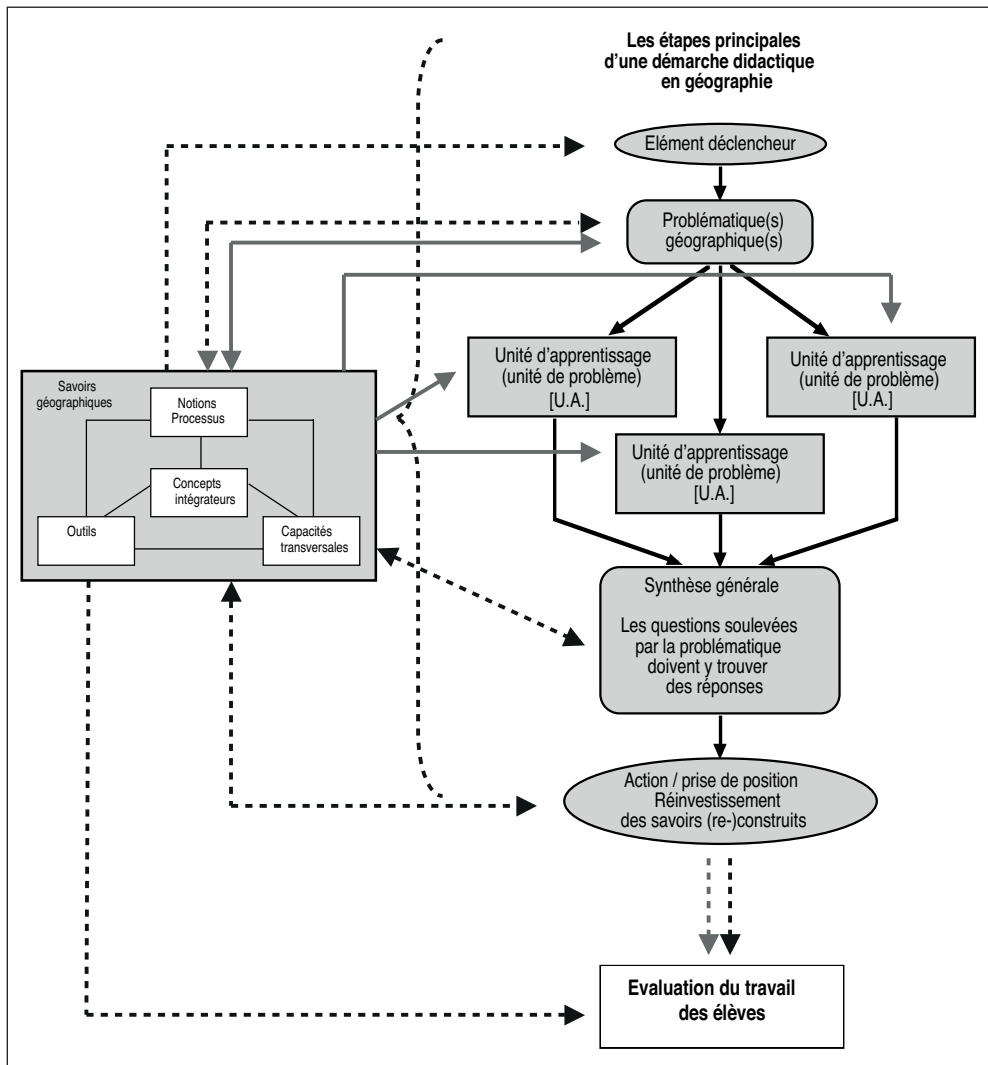 Les étapes principales
d’une démarche didactique
en géographie
Elément déclencheur
Problématique(s)
géographique(s)
Unité d’apprentissage
(unité de problème)
[U.A.]
Unité d’apprentissage
(unité de problème)
[U.A.]
Unité d’apprentissage
(unité de problème)
[U.A.]
Savoirs
géographiques
Notions
Processus
Concepts
intégrateurs
Outils
Capacités
transversales
Synthèse générale
Les questions soulevées
par la problématique
doivent y trouver
des réponses
Action / prise de position
Réinvestissement
des savoirs (re-)construits
Evaluation du travail
des élèves